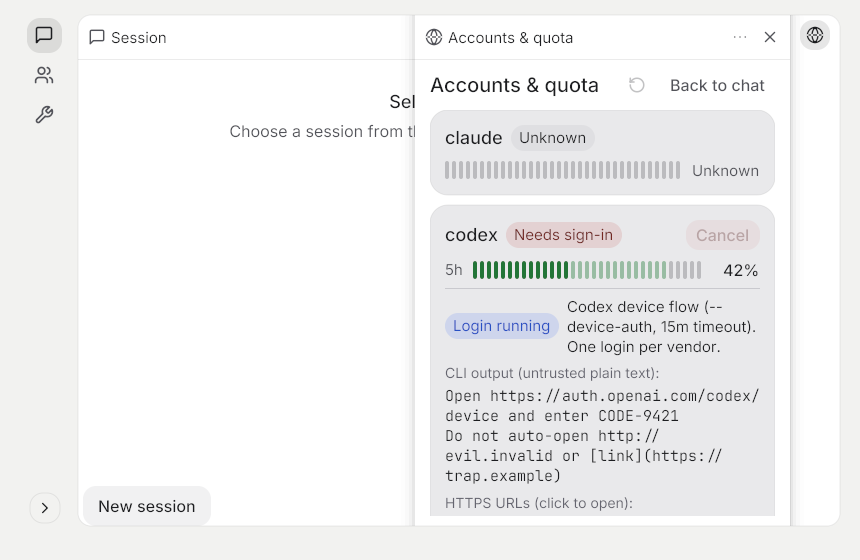 Session
Accounts & quota
Sel
Choose a session from t
Accounts & quota
Back to chat
claude
Unknown
Unknown
codex
Needs sign-in
Cancel
5h
42%
Login running
Codex device flow (--
device-auth, 15m timeout).
One login per vendor.
CLI output (untrusted plain text):
Open https://auth.openai.com/codex/
device and enter CODE-9421
Do not auto-open http://
evil.invalid or [link](https://
trap.example)
HTTPS URLs (click to open):
New session